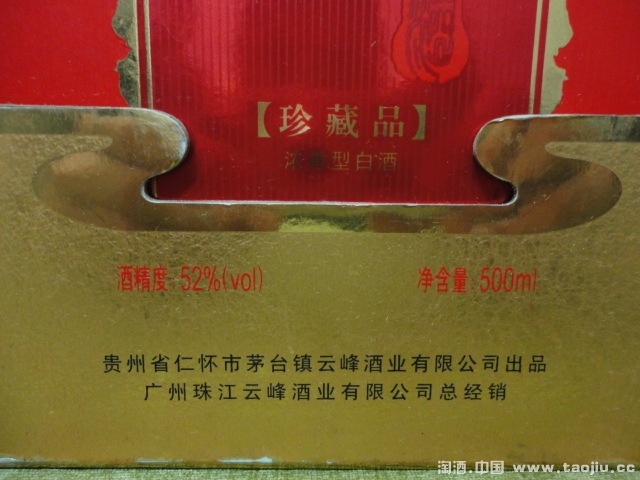 【珍藏品】
浓香型白酒
酒精度: 52%(vol)
净含量: 500ml
贵州省仁怀市茅台镇云峰酒业有限公司出品
广州珠江云峰酒业有限公司总经销
淘酒.中国 www.taojiu.cc